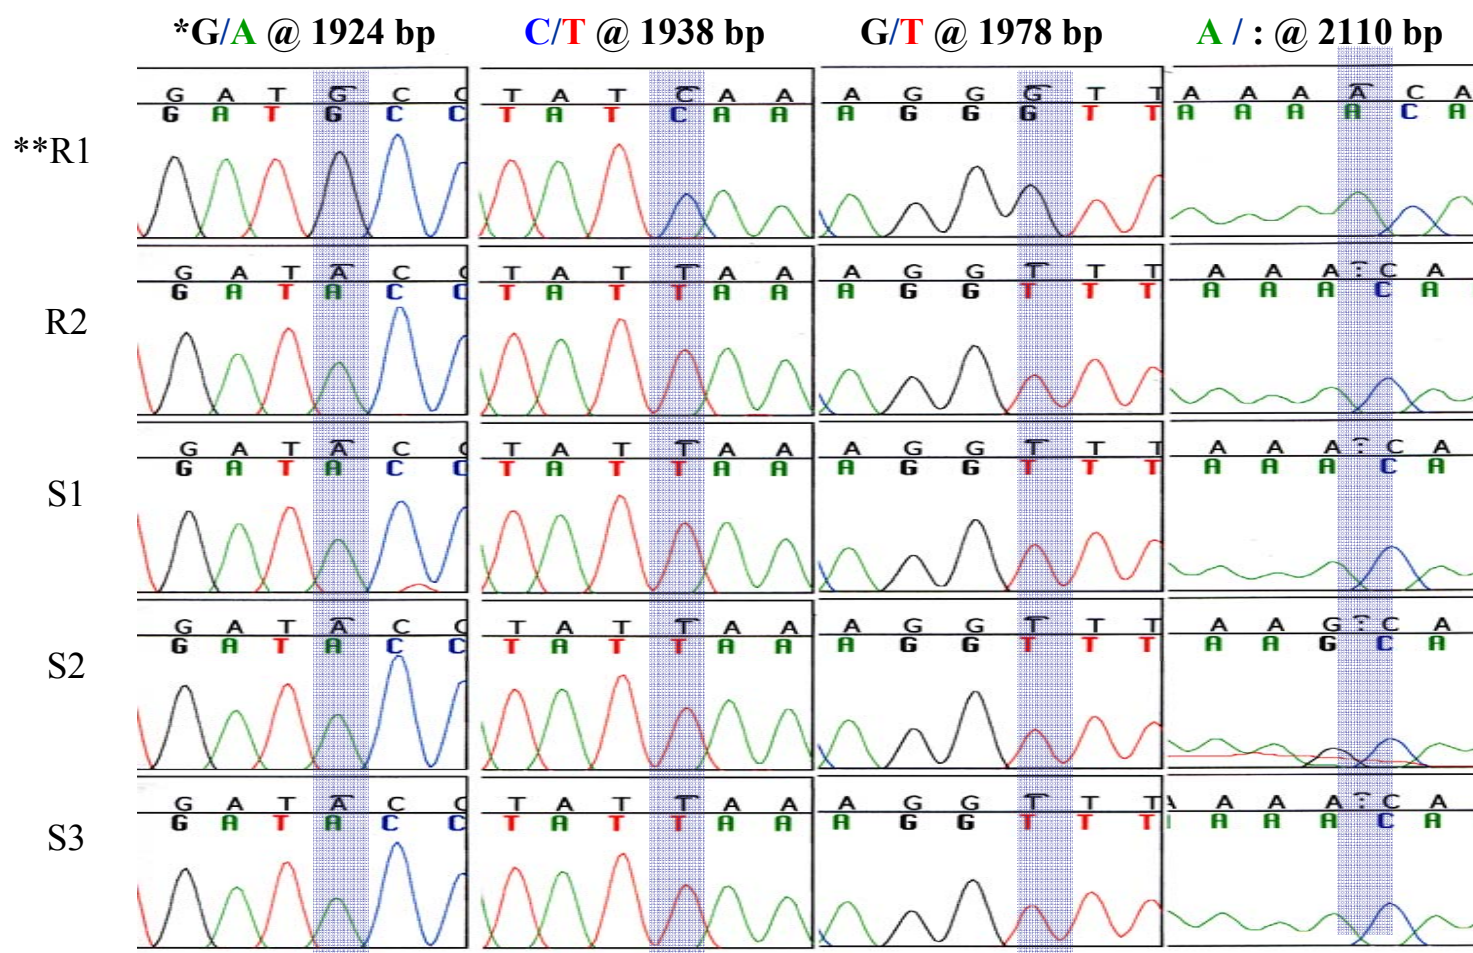 *G/A @ 1924 bp C/T @ 1938 bp G/T @ 1978 bp A / : @ 2110 bp
**R1
G A T G C C T A T C A A A G G G T T A A A A C A
G A T G C C T A T C A A A G G G T T A A A A C A
R2
G A T A C C T A T T A A A G G T T T A A A : C A
G A T A C C T A T T A A A G G T T T A A A C A
S1
G A T A C C T A T T A A A G G T T T A A A : C A
G A T A C C T A T T A A A G G T T T A A A C A
S2
G A T A C C T A T T A A A G G T T T A A G : C A
G A T A C C T A T T A A A G G T T T A A G C A
S3
G A T A C C T A T T A A A G G T T T A A A A : C A
G A T A C C T A T T A A A G G T T T A A A C A